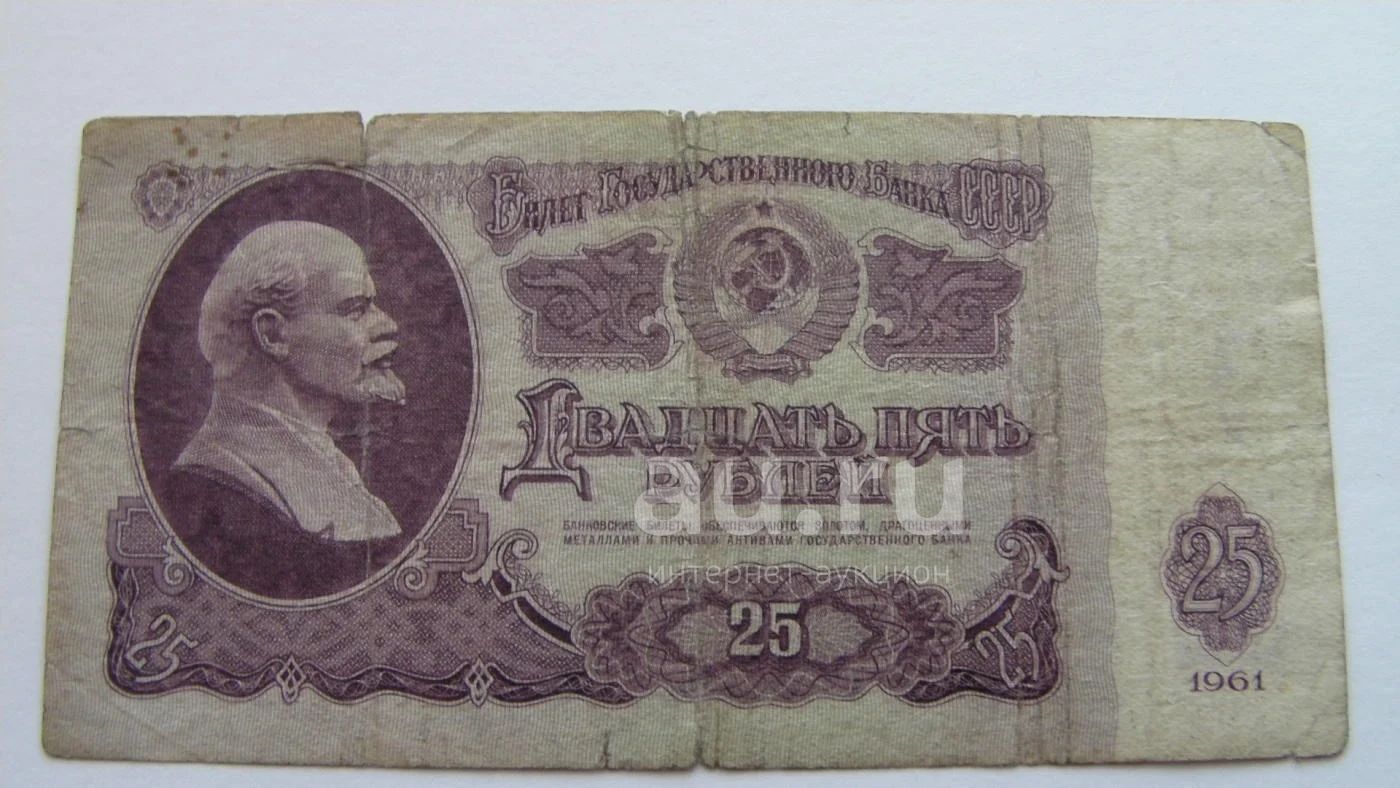 Билет Государственного Банка СССР
Двадцать пять
рублей
БАНКОВСКИЕ БИЛЕТЫ ОБЕСПЕЧИВАЮТСЯ ЗОЛОТОМ, ДРАГОЦЕННЫМИ
МЕТАЛЛАМИ И ПРОЧИМИ АКТИВАМИ ГОСУДАРСТВЕННОГО БАНКА
au.ru
интернет аукцион
25
25
25
25
1961